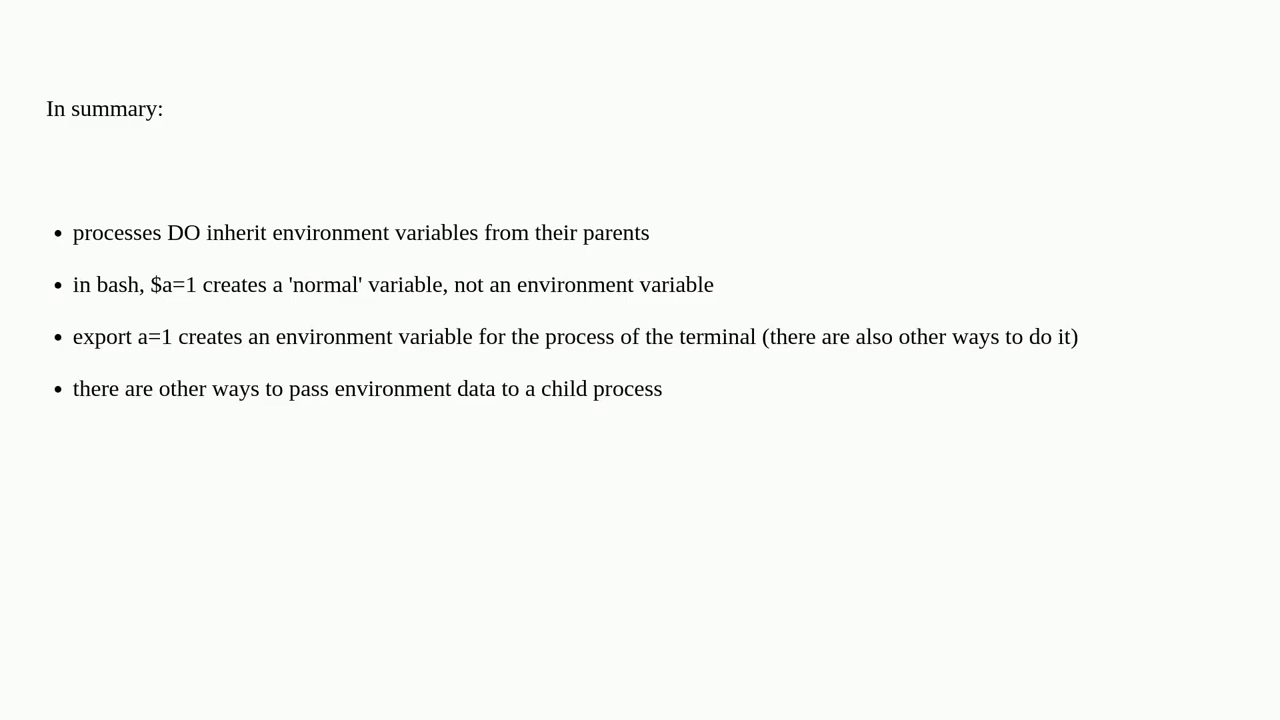 In summary:
• processes DO inherit environment variables from their parents
• in bash, $a=1 creates a 'normal' variable, not an environment variable
• export a=1 creates an environment variable for the process of the terminal (there are also other ways to do it)
• there are other ways to pass environment data to a child process